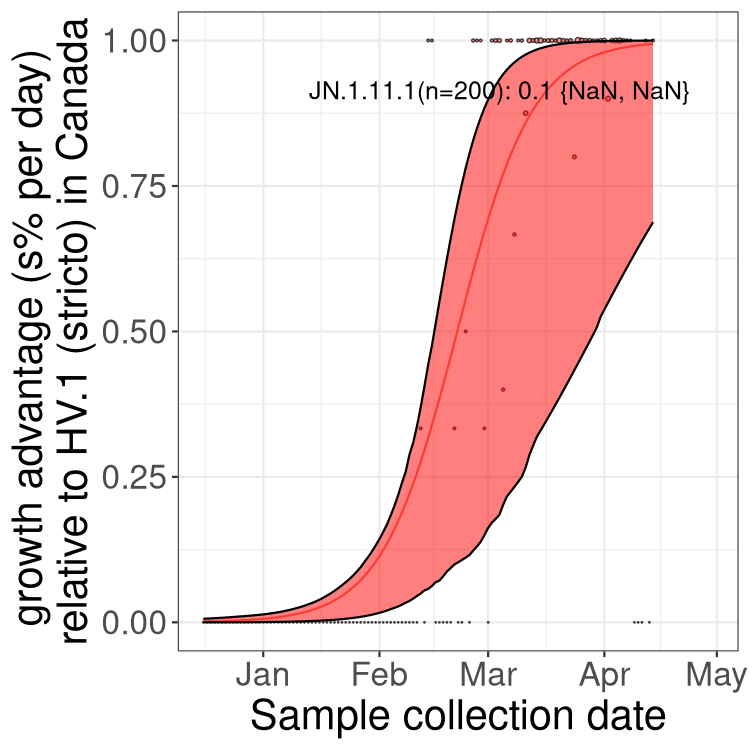 growth advantage (s% per day)
relative to HV.1 (stricto) in Canada
1.00
0.75
0.50
0.25
0.00
JN.1.11.1(n=200): 0.1 {NaN, NaN}
Jan Feb Mar Apr May
Sample collection date